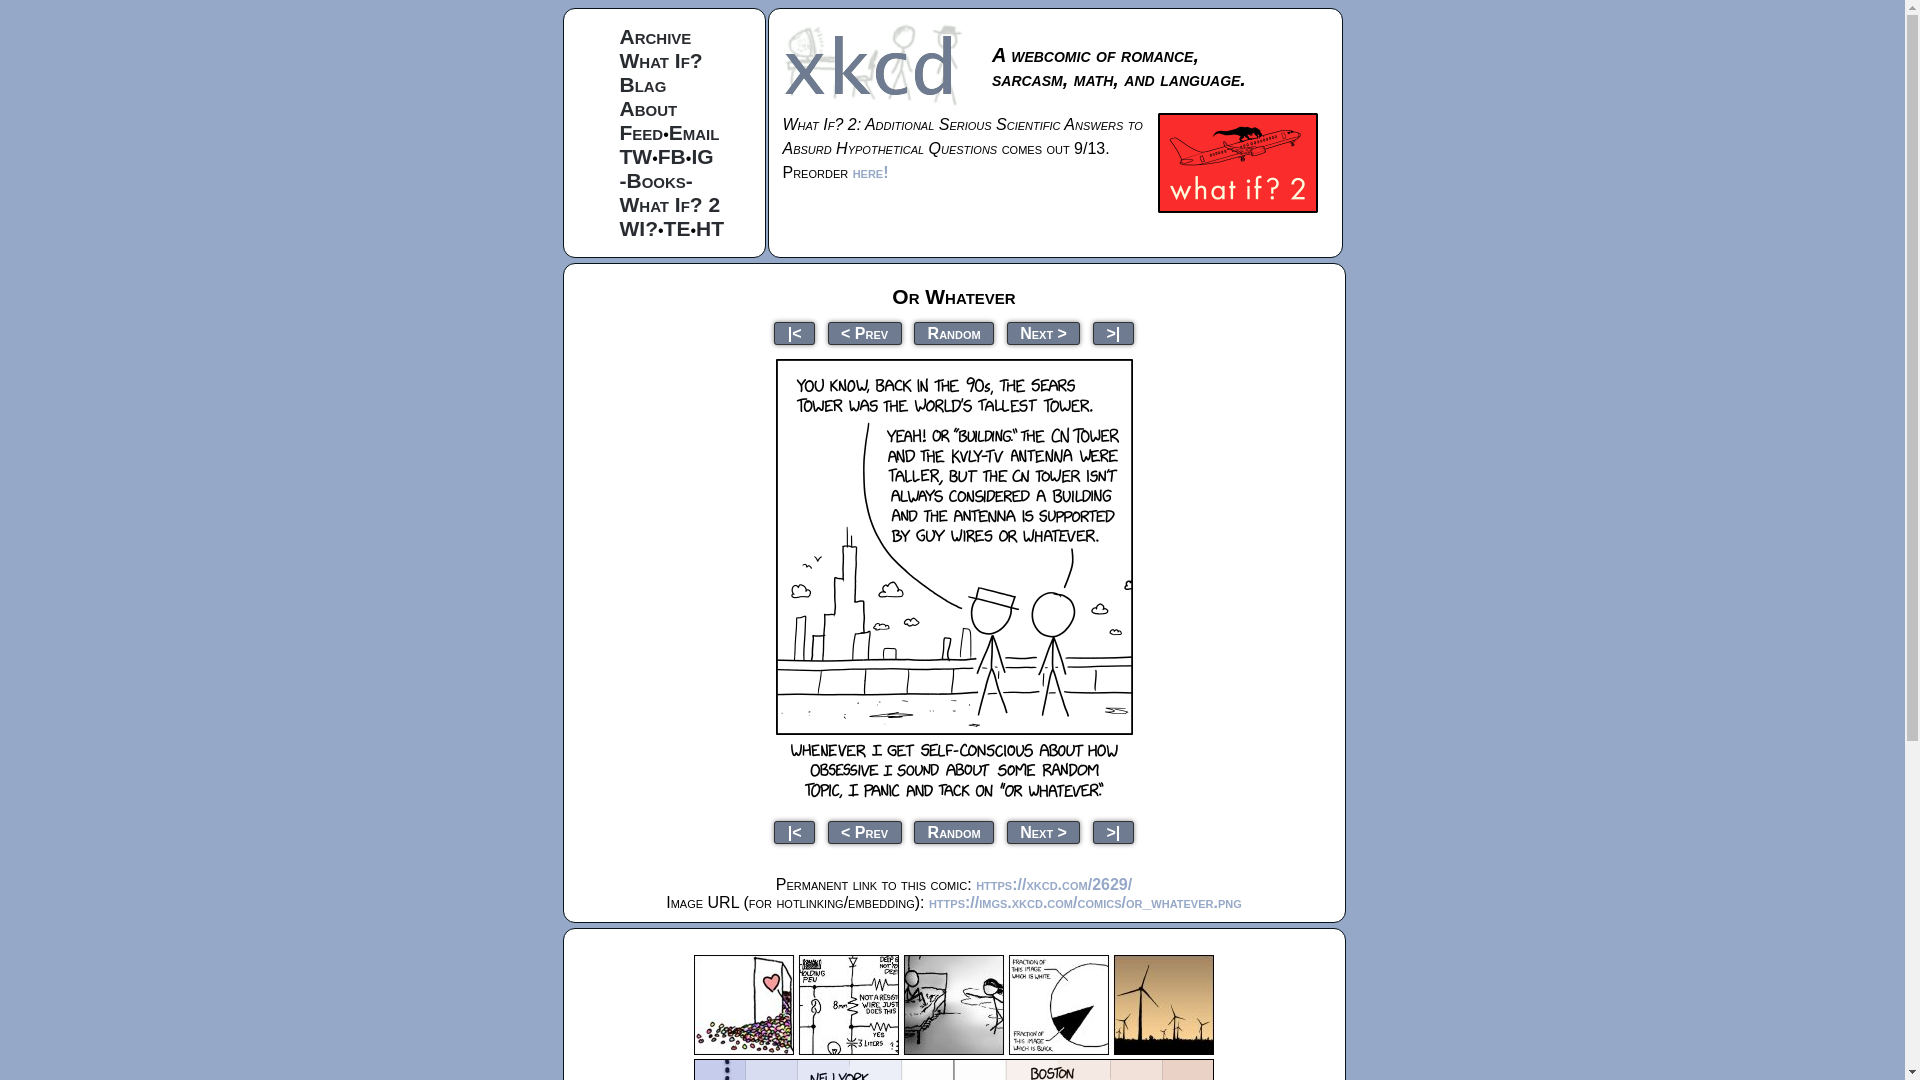 Archive
What If?
Blag
About
Feed•Email
TW•FB•IG
-Books-
What If? 2
WI?•TE•HT
xkcd
A webcomic of romance,
sarcasm, math, and language.
What If? 2: Additional Serious Scientific Answers to
Absurd Hypothetical Questions comes out 9/13.
Preorder here!
what if? 2
Or Whatever
|<
< Prev
Random
Next >
>|
YOU KNOW, BACK IN THE 90s, THE SEARS
TOWER WAS THE WORLD'S TALLEST TOWER.
YEAH! OR "BUILDING." THE CN TOWER
AND THE KVLY-TV ANTENNA WERE
TALLER, BUT THE CN TOWER ISN'T
ALWAYS CONSIDERED A BUILDING
AND THE ANTENNA IS SUPPORTED
BY GUY WIRES OR WHATEVER.
WHENEVER I GET SELF-CONSCIOUS ABOUT HOW
OBSESSIVE I SOUND ABOUT SOME RANDOM
TOPIC, I PANIC AND TACK ON "OR WHATEVER."
|<
< Prev
Random
Next >
>|
Permanent link to this comic: https://xkcd.com/2629/
Image URL (for hotlinking/embedding): https://imgs.xkcd.com/comics/or_whatever.png
HOLDING
PEN
NOT A RESISTOR
WIRE JUST
DOES THIS
8mm
YES
3 LITERS
FRACTION OF
THIS IMAGE
WHICH IS WHITE
FRACTION OF
THIS IMAGE
WHICH IS BLACK
NEW YORK
BOSTON